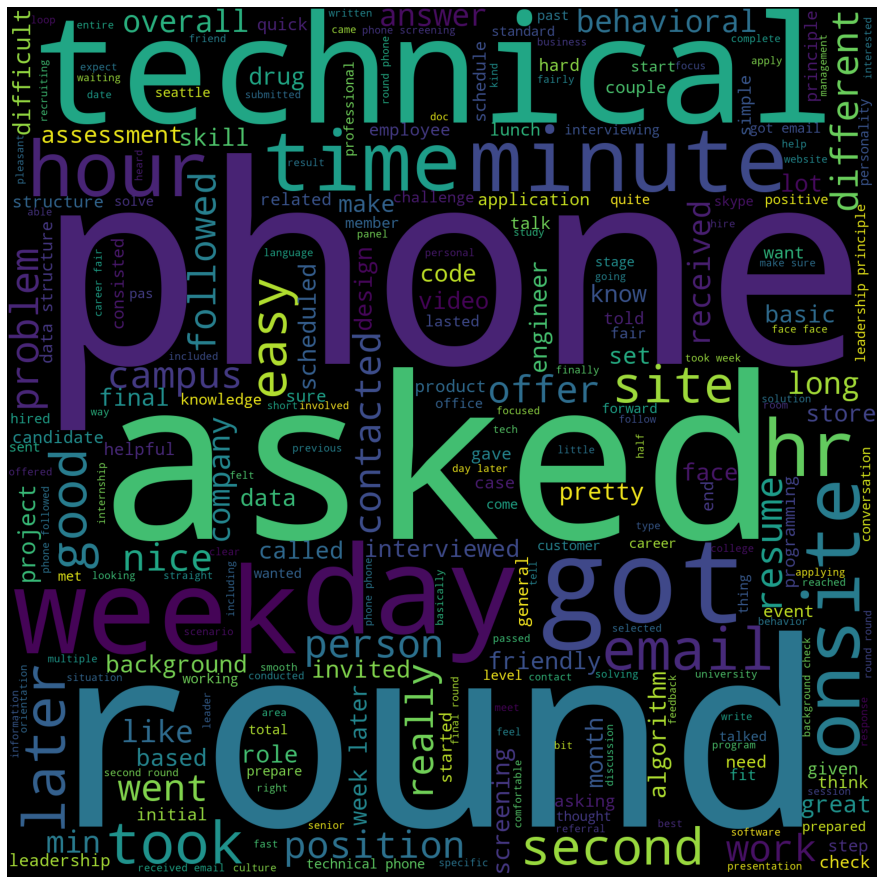 technical
phone
asked
round
week
day
got
hour
minute
time
onsite
hr
email
later
took
second
work
position
person
site
offer
easy
followed
problem
campus
different
behavioral
answer
overall
difficult
drug
skill
assessment
received
contacted
good
nice
company
data
final
candidate
helpful
project
went
background
invited
really
like
based
role
min
leadership
initial
week later
started
month
algorithm
screening
friendly
general
level
great
given
think
check
step
prepared
fit
need
event
resume
programming
store
long
face
pretty
case
gave
come
product
office
engineer
code
video
design
talk
know
told
fair
basic
set
want
application
challenge
related
make
member
structure
data structure
consisted
scheduled
sure
knowledge
short
involved
called
interviewed
customer
career
thing
interviewing
employee
lunch
simple
hard
couple
start
schedule
principle
management
personality
leadership principle
conversation
face face
make sure
positive
skype
lot
quite
got email
help
website
hire
complete
apply
interested
standard
past
business
focus
fairly
kind
doc
written
came
phone screening
round phone
professional
quick
loop
entire
friend
expect
waiting
date
submitted
seattle
recruiting
pleasant
able
heard
solve
result
language
panel
personal
study
going
stage
career fair
pas
included
way
hired
sent
offered
internship
felt
previous
phone followed
met
looking
straight
clear
including
wanted
scenario
multiple
situation
working
smooth
conducted
leader
information
orientation
area
total
prepare
right
second round
fast
senior
received email
culture
technical phone
specific
final round
meet
feel
comfortable
bit
discussion
thought
referral
asking
feedback
best
software
presentation
write
program
talked
session
response
background check
round round
behavior
reached
applying
college
university
contact
solving
selected
passed
tell
basically
phone phone
day later
tech
focused
finally
little
forward
follow
half
type
took week
room
solution
lasted
end